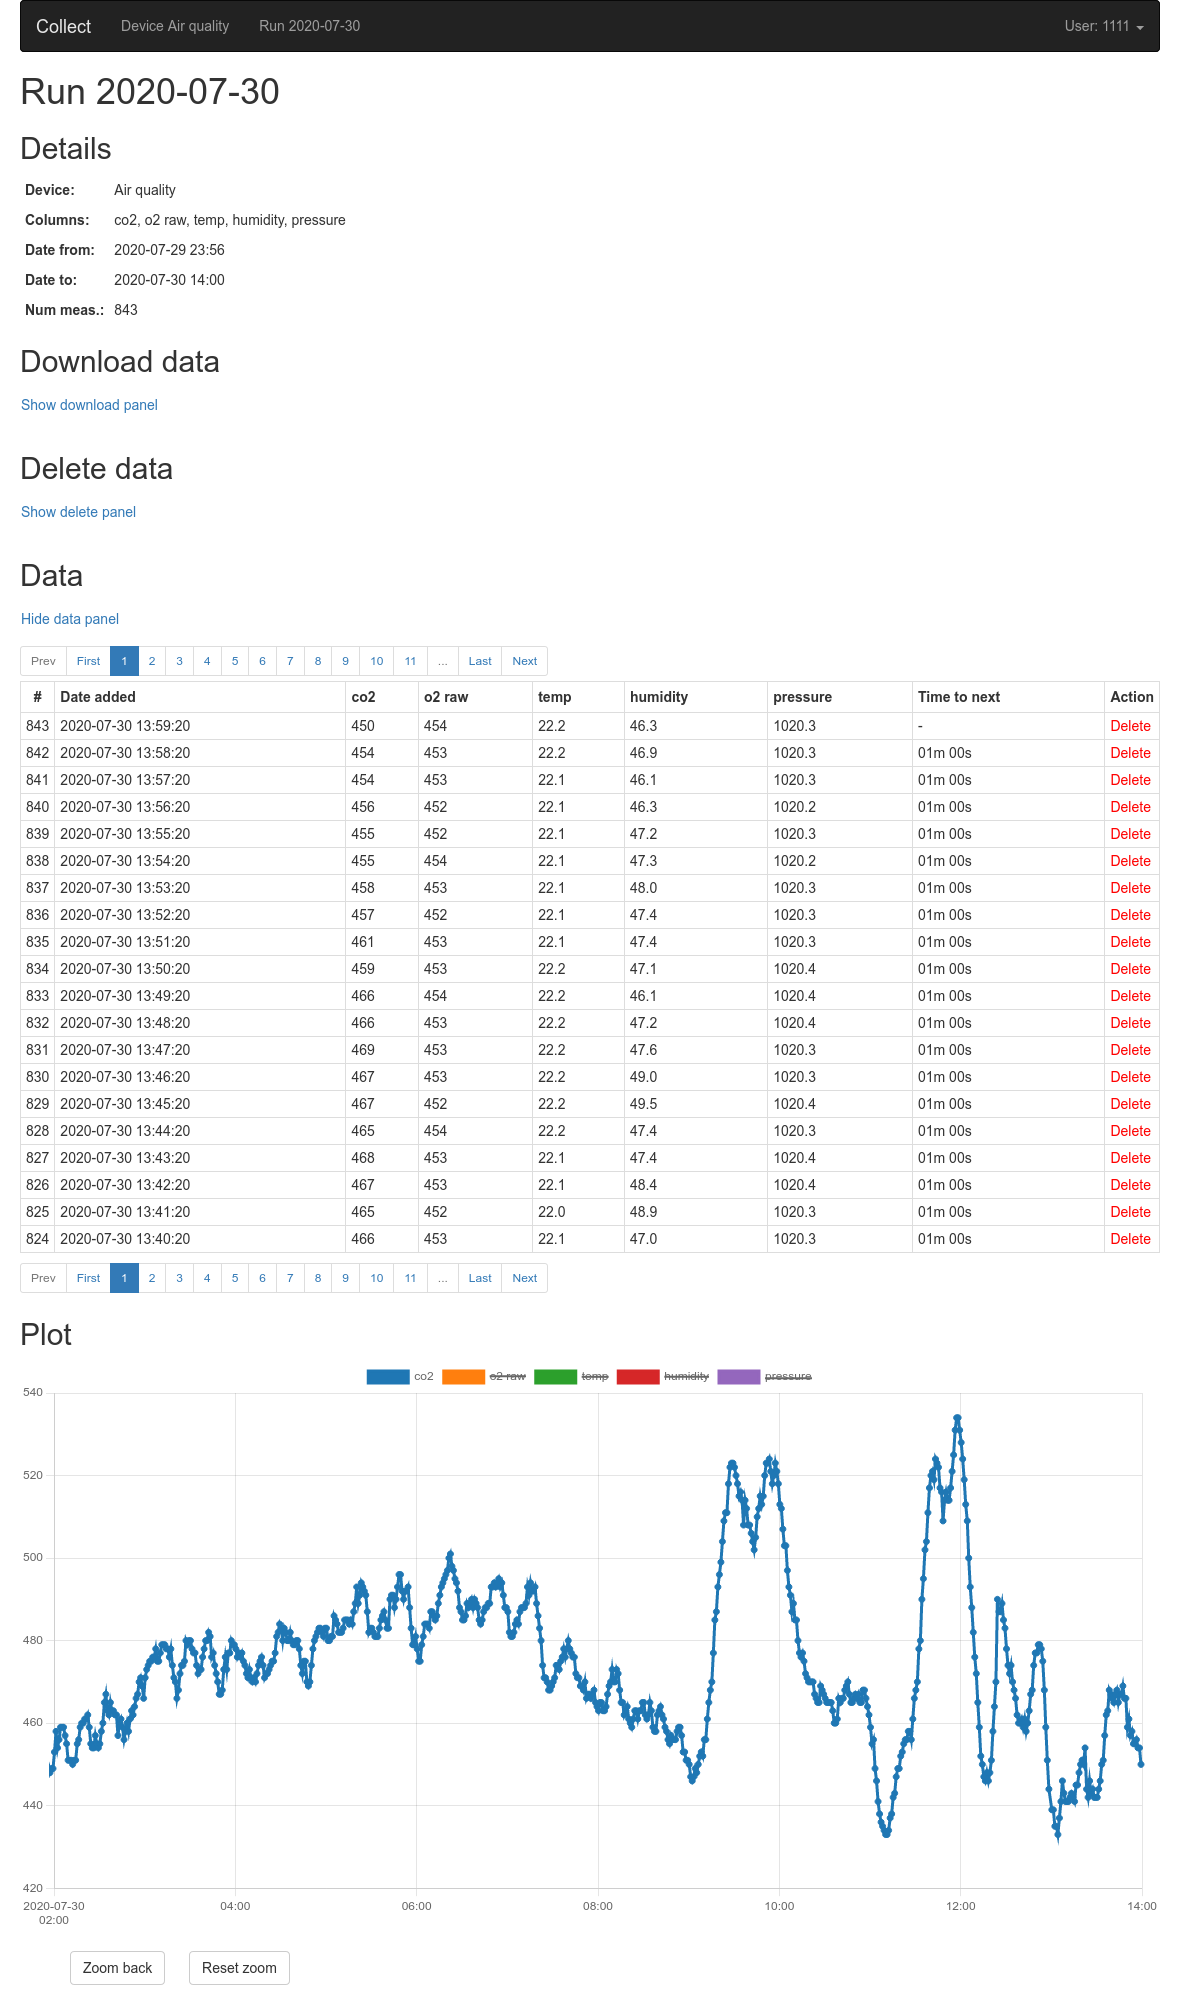 Collect Device Air quality Run 2020-07-30 User: 1111
Run 2020-07-30
Details
Device: Air quality
Columns: co2, o2 raw, temp, humidity, pressure
Date from: 2020-07-29 23:56
Date to: 2020-07-30 14:00
Num meas.: 843
Download data
Show download panel
Delete data
Show delete panel
Data
Hide data panel
Prev First 1 2 3 4 5 6 7 8 9 10 11 ... Last Next
# Date added co2 o2 raw temp humidity pressure Time to next Action
843 2020-07-30 13:59:20 450 454 22.2 46.3 1020.3 - Delete
842 2020-07-30 13:58:20 454 453 22.2 46.9 1020.3 01m 00s Delete
841 2020-07-30 13:57:20 454 453 22.1 46.1 1020.3 01m 00s Delete
840 2020-07-30 13:56:20 456 452 22.1 46.3 1020.2 01m 00s Delete
839 2020-07-30 13:55:20 455 452 22.1 47.2 1020.3 01m 00s Delete
838 2020-07-30 13:54:20 455 454 22.1 47.3 1020.2 01m 00s Delete
837 2020-07-30 13:53:20 458 453 22.1 48.0 1020.3 01m 00s Delete
836 2020-07-30 13:52:20 457 452 22.1 47.4 1020.3 01m 00s Delete
835 2020-07-30 13:51:20 461 453 22.1 47.4 1020.3 01m 00s Delete
834 2020-07-30 13:50:20 459 453 22.2 47.1 1020.4 01m 00s Delete
833 2020-07-30 13:49:20 466 454 22.2 46.1 1020.4 01m 00s Delete
832 2020-07-30 13:48:20 466 453 22.2 47.2 1020.4 01m 00s Delete
831 2020-07-30 13:47:20 469 453 22.2 47.6 1020.3 01m 00s Delete
830 2020-07-30 13:46:20 467 453 22.2 49.0 1020.3 01m 00s Delete
829 2020-07-30 13:45:20 467 452 22.2 49.5 1020.4 01m 00s Delete
828 2020-07-30 13:44:20 465 454 22.2 47.4 1020.3 01m 00s Delete
827 2020-07-30 13:43:20 468 453 22.1 47.4 1020.4 01m 00s Delete
826 2020-07-30 13:42:20 467 453 22.1 48.4 1020.4 01m 00s Delete
825 2020-07-30 13:41:20 465 452 22.0 48.9 1020.3 01m 00s Delete
824 2020-07-30 13:40:20 466 453 22.1 47.0 1020.3 01m 00s Delete
Prev First 1 2 3 4 5 6 7 8 9 10 11 ... Last Next
Plot
co2 o2 raw temp humidity pressure
540
520
500
480
460
440
420
2020-07-30 04:00 06:00 08:00 10:00 12:00 14:00
02:00
Zoom back Reset zoom